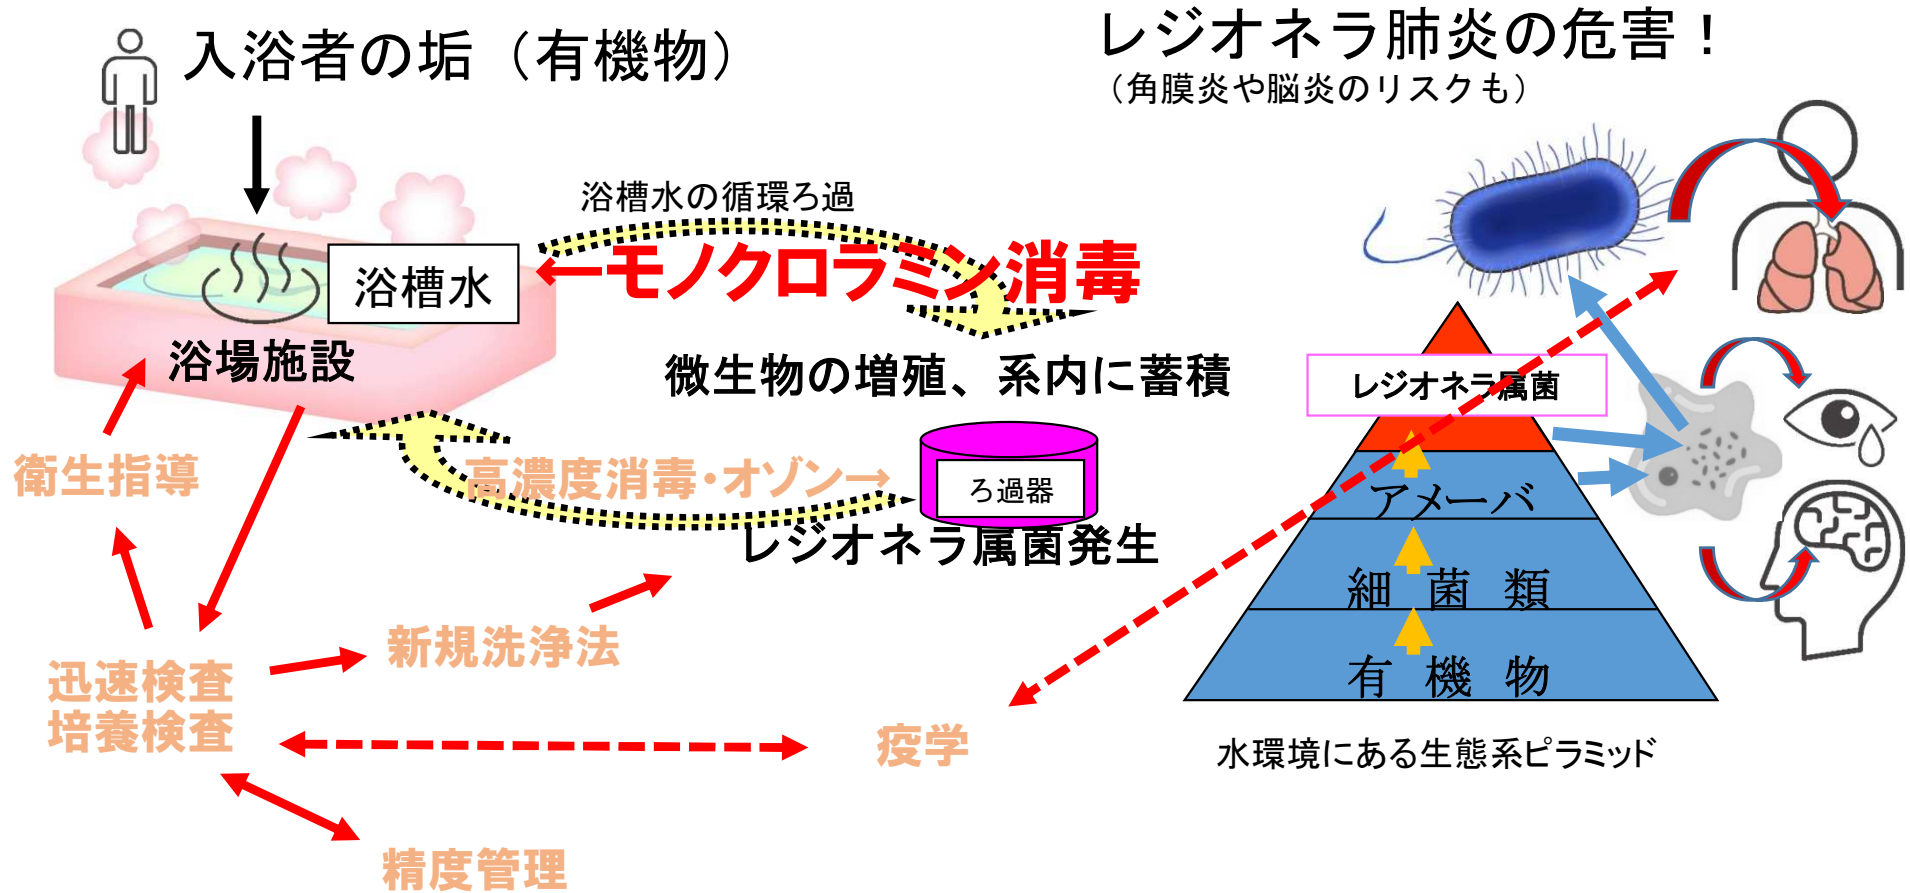 入浴者の垢（有機物）
レジオネラ肺炎の危害！
（角膜炎や脳炎のリスクも）
浴槽水の循環ろ過
←モノクロラミン消毒
浴槽水
浴場施設
微生物の増殖、系内に蓄積
高濃度消毒・オゾン→
ろ過器
レジオネラ属菌発生
衛生指導
新規洗浄法
迅速検査
培養検査
疫学
精度管理
レジオネラ属菌
アメーバ
細菌類
有機物
水環境にある生態系ピラミッド